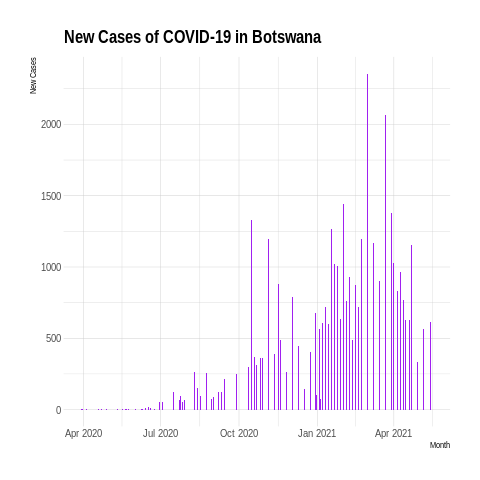 New Cases of COVID-19 in Botswana
New Cases
2000
1500
1000
500
0
Apr 2020 Jul 2020 Oct 2020 Jan 2021 Apr 2021
Month